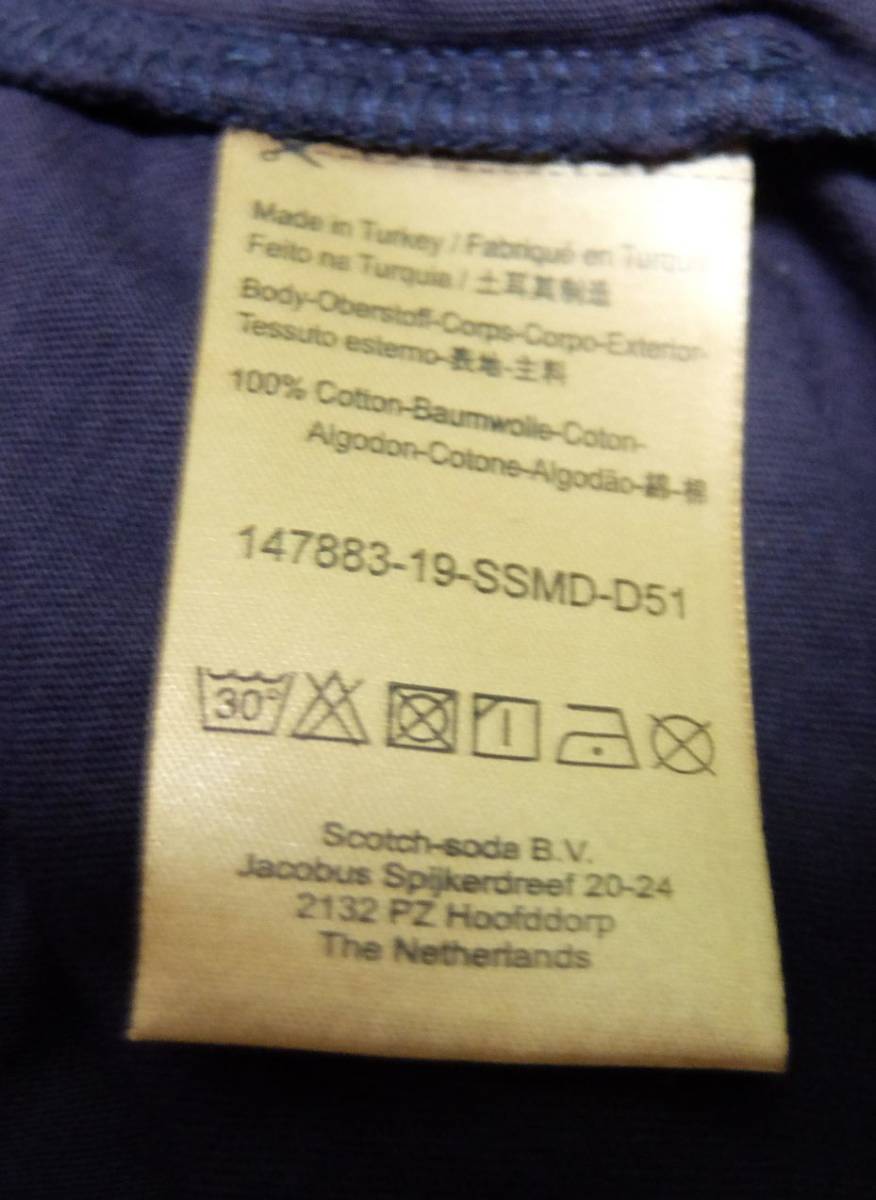 Made in Turkey / Fabriqué en Turquie
Feito na Turquia / 土耳其制造
Body-Oberstoff-Corps-Corpo-Exterior-
Tessuto esterno-表地-主料
100% Cotton-Baumwolle-Coton-
Algodon-Cotone-Algodão-綿-棉
147883-19-SSMD-D51
30°
Scotch-soda B.V.
Jacobus Spijkerdreef 20-24
2132 PZ Hoofddorp
The Netherlands